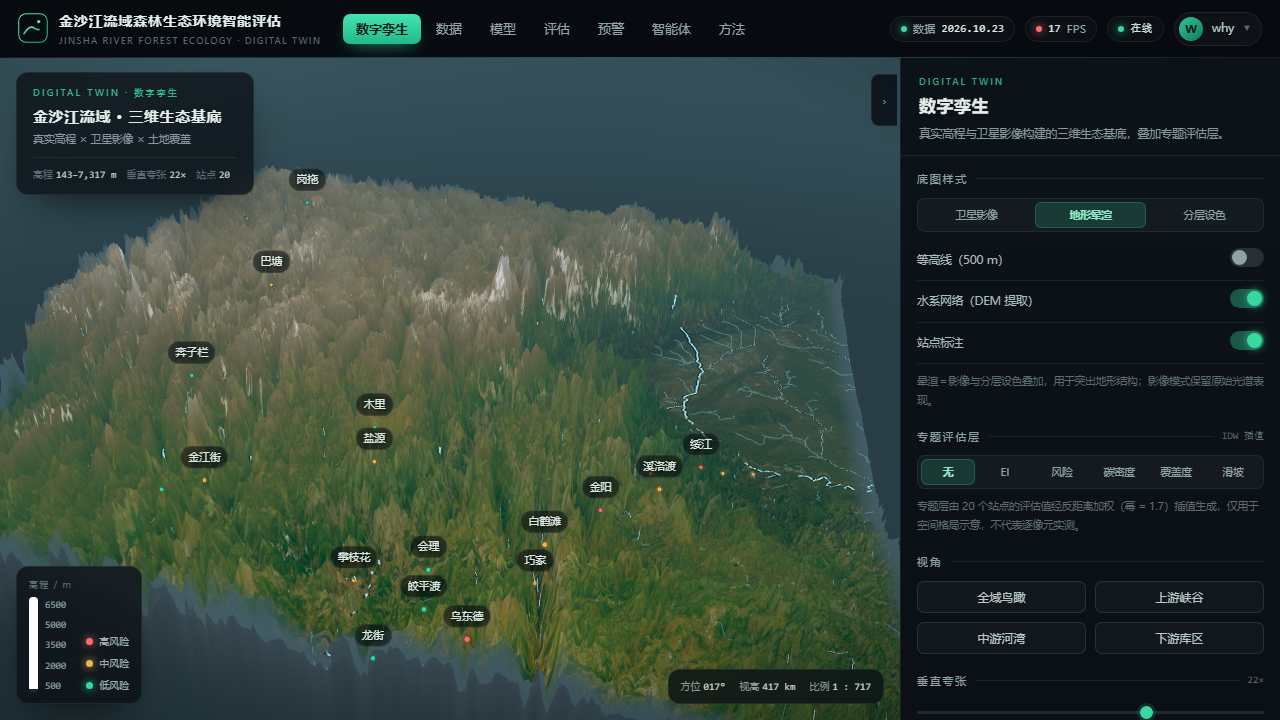 金沙江流域森林生态环境智能评估
JINSHA RIVER FOREST ECOLOGY · DIGITAL TWIN
数字孪生
数据
模型
评估
预警
智能体
方法
数据 2026.10.23
17 FPS
在线
W why
DIGITAL TWIN · 数字孪生
金沙江流域 · 三维生态基底
真实高程 × 卫星影像 × 土地覆盖
高程 143–7,317 m 垂直夸张 22× 站点 20
岗拖
巴塘
奔子栏
木里
盐源
金江街
绥江
溪洛渡
金阳
白鹤滩
会理
攀枝花
巧家
皎平渡
乌东德
龙街
高程 / m
6500
5000
3500
2000
500
高风险
中风险
低风险
方位 017° 视高 417 km 比例 1 : 717
DIGITAL TWIN
数字孪生
真实高程与卫星影像构建的三维生态基底，叠加专题评估层。
底图样式
卫星影像
地形晕渲
分层设色
等高线（500 m）
水系网络（DEM 提取）
站点标注
晕渲 = 影像与分层设色叠加，用于突出地形结构；影像模式保留原始光谱表
现。
专题评估层
IDW 插值
无
EI
风险
碳密度
覆盖度
滑坡
专题层由 20 个站点的评估值经反距离加权（幂 = 1.7）插值生成，仅用于
空间格局示意，不代表逐像元实测。
视角
全域鸟瞰
上游峡谷
中游河湾
下游库区
垂直夸张
22×